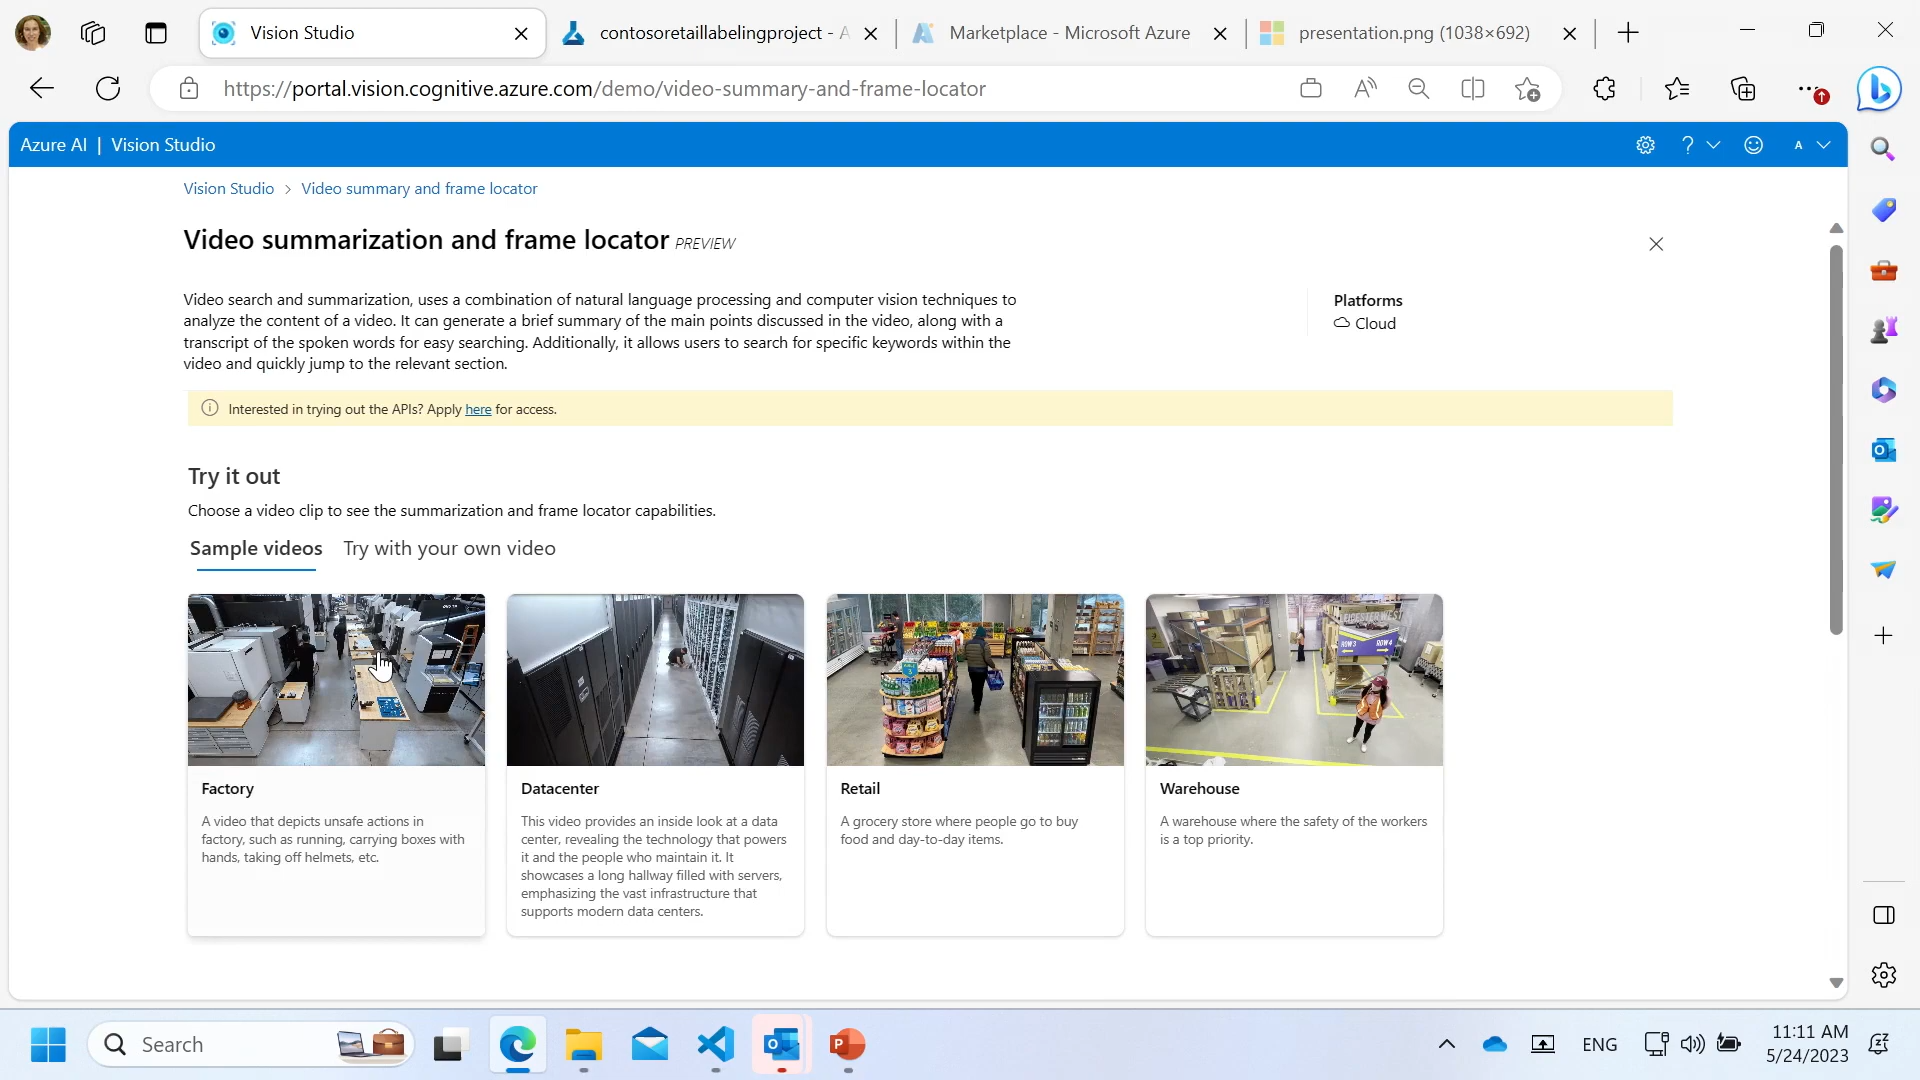 Vision Studio
contosoretaillabelingproject - A
Marketplace - Microsoft Azure
presentation.png (1038×692)
https://portal.vision.cognitive.azure.com/demo/video-summary-and-frame-locator
Azure AI | Vision Studio
? A
Vision Studio > Video summary and frame locator
Video summarization and frame locator PREVIEW
Video search and summarization, uses a combination of natural language processing and computer vision techniques to
analyze the content of a video. It can generate a brief summary of the main points discussed in the video, along with a
transcript of the spoken words for easy searching. Additionally, it allows users to search for specific keywords within the
video and quickly jump to the relevant section.
Platforms
Cloud
Interested in trying out the APIs? Apply here for access.
Try it out
Choose a video clip to see the summarization and frame locator capabilities.
Sample videos
Try with your own video
ROW 3 ROW 4
Factory
A video that depicts unsafe actions in
factory, such as running, carrying boxes with
hands, taking off helmets, etc.
Datacenter
This video provides an inside look at a data
center, revealing the technology that powers
it and the people who maintain it. It
showcases a long hallway filled with servers,
emphasizing the vast infrastructure that
supports modern data centers.
Retail
A grocery store where people go to buy
food and day-to-day items.
Warehouse
A warehouse where the safety of the workers
is a top priority.
Search
ENG
11:11 AM
5/24/2023